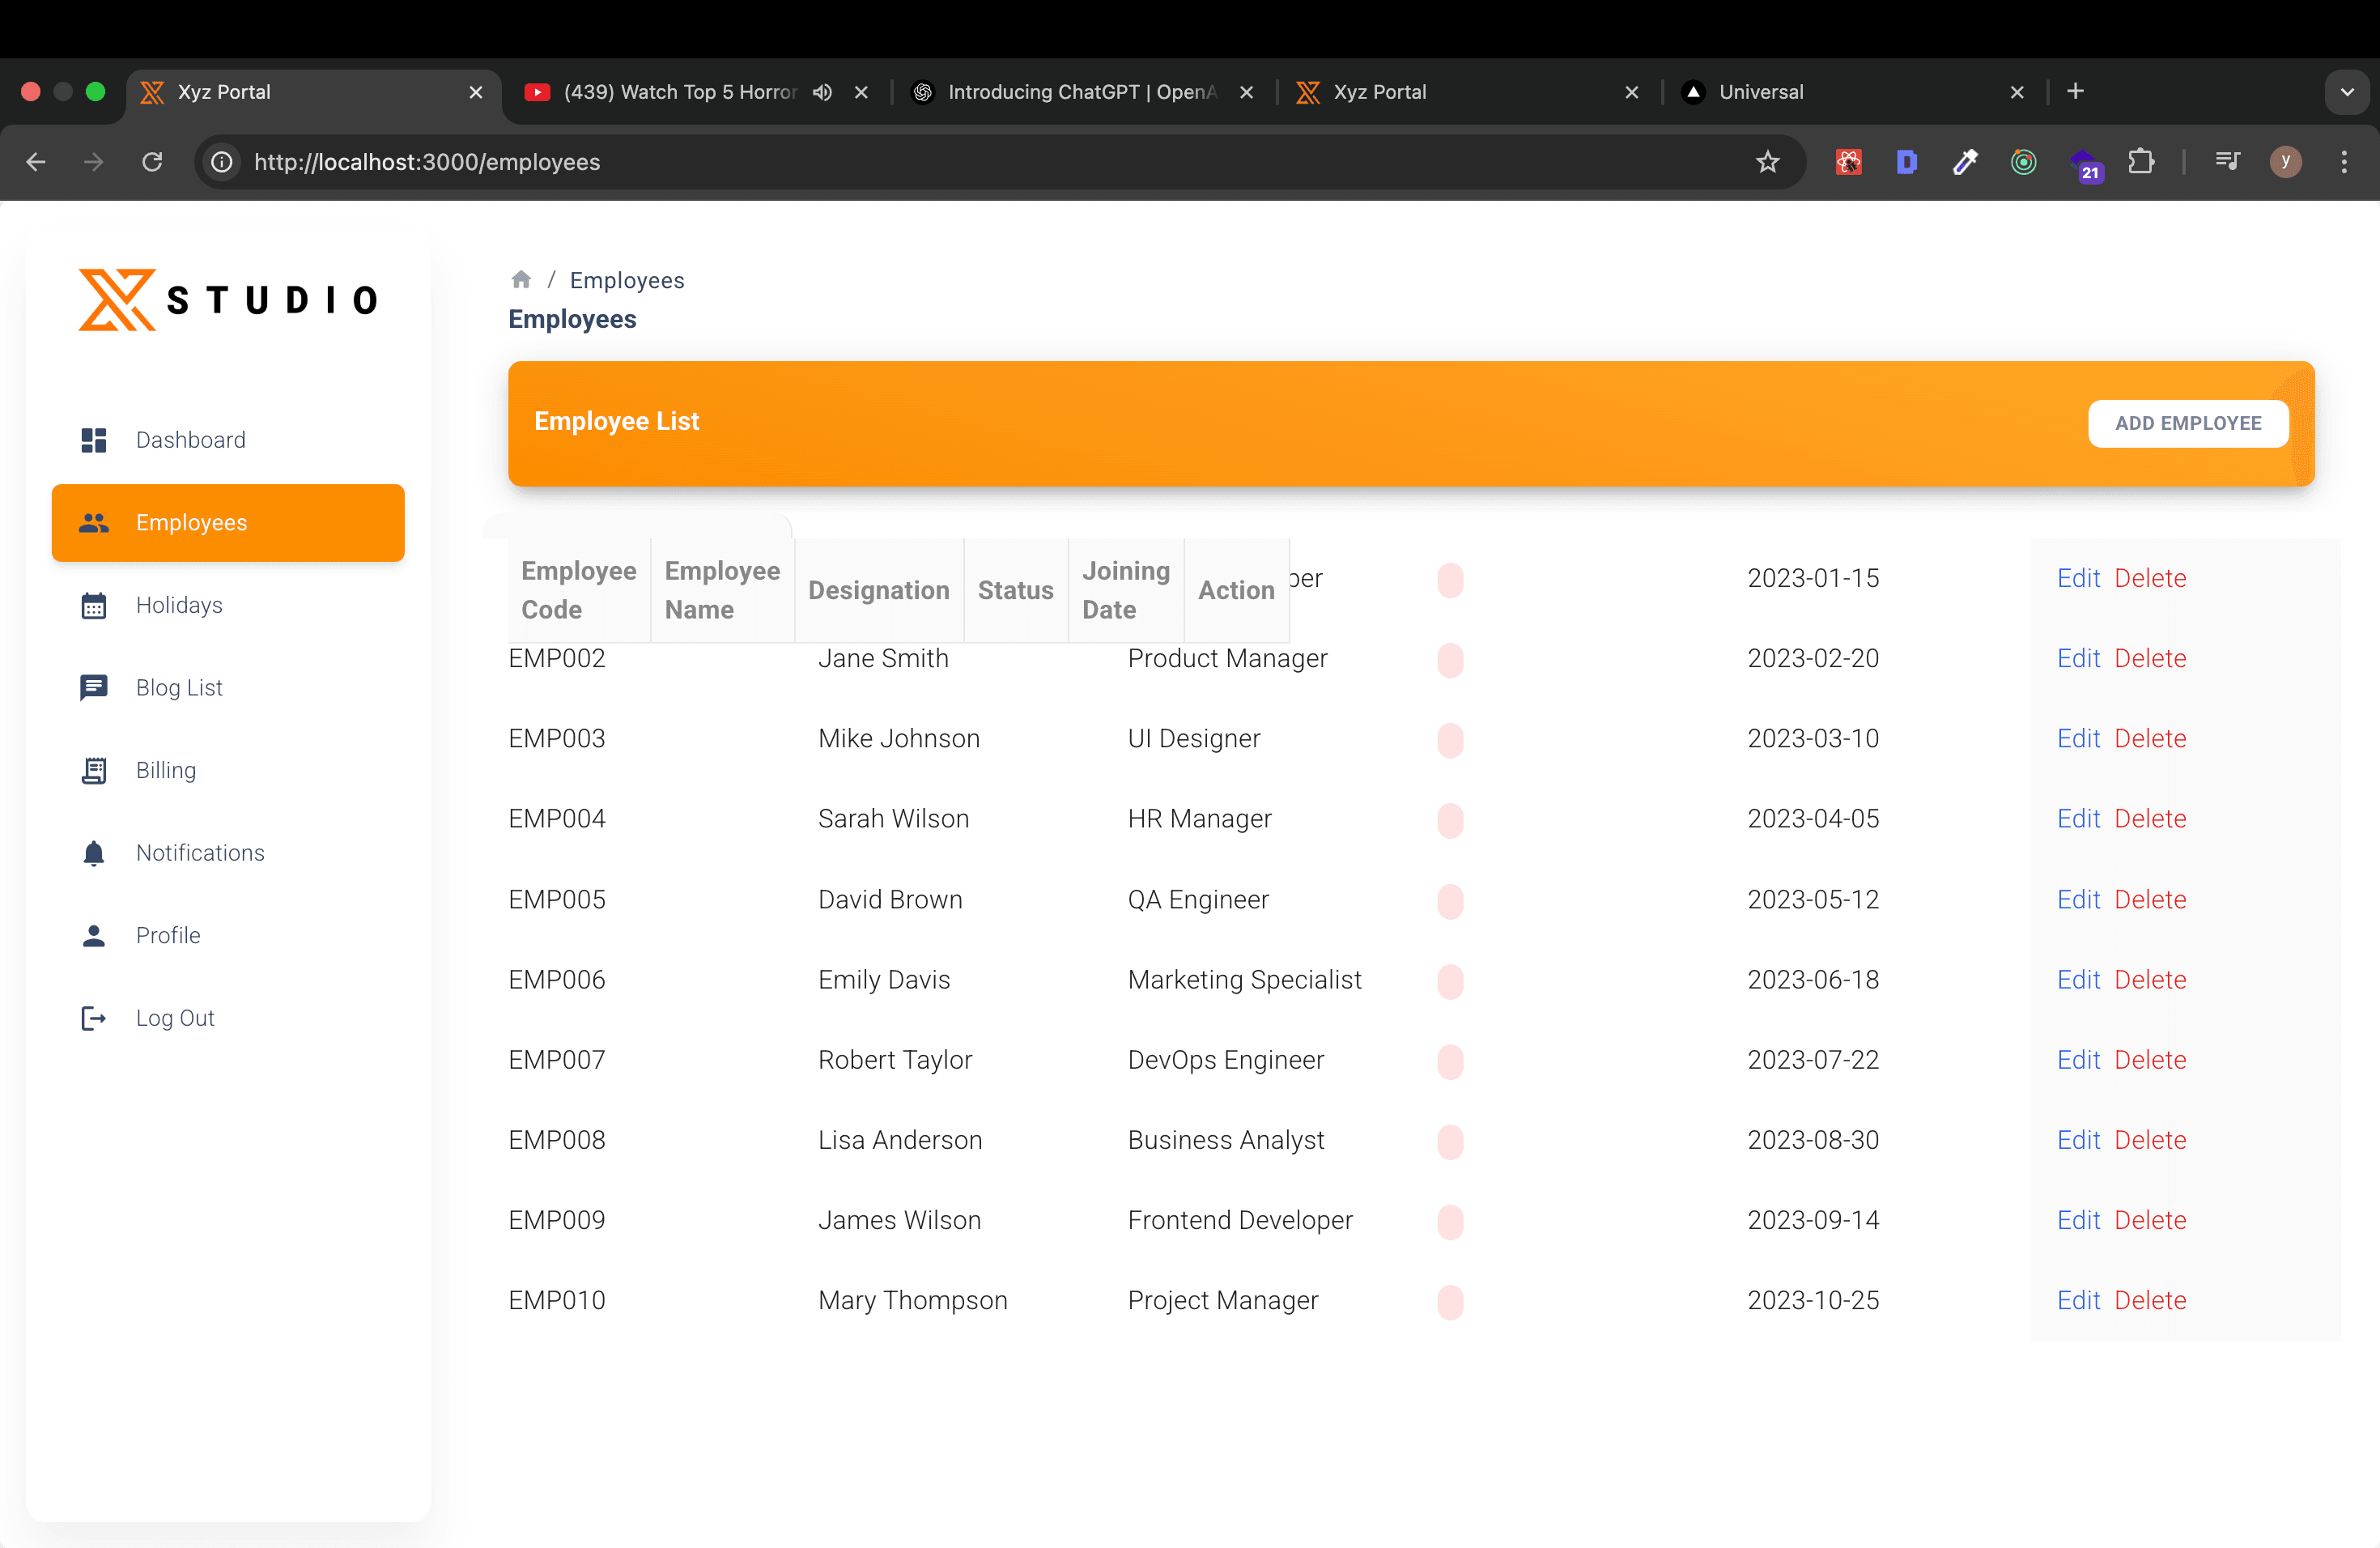 Xyz Portal
(439) Watch Top 5 Horror
Introducing ChatGPT | OpenA
Xyz Portal
Universal
http://localhost:3000/employees
21
y
STUDIO
Dashboard
Employees
Holidays
Blog List
Billing
Notifications
Profile
Log Out
/ Employees
Employees
Employee List
ADD EMPLOYEE
Employee Code Employee Name Designation Status Joining Date Action
per 2023-01-15 Edit Delete
EMP002 Jane Smith Product Manager 2023-02-20 Edit Delete
EMP003 Mike Johnson UI Designer 2023-03-10 Edit Delete
EMP004 Sarah Wilson HR Manager 2023-04-05 Edit Delete
EMP005 David Brown QA Engineer 2023-05-12 Edit Delete
EMP006 Emily Davis Marketing Specialist 2023-06-18 Edit Delete
EMP007 Robert Taylor DevOps Engineer 2023-07-22 Edit Delete
EMP008 Lisa Anderson Business Analyst 2023-08-30 Edit Delete
EMP009 James Wilson Frontend Developer 2023-09-14 Edit Delete
EMP010 Mary Thompson Project Manager 2023-10-25 Edit Delete